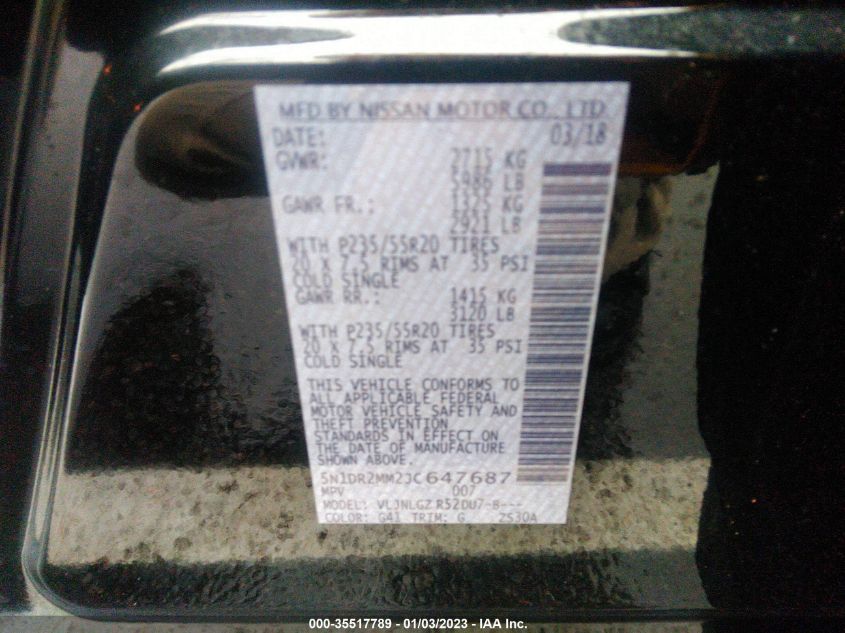 MFD BY NISSAN MOTOR CO., LTD
DATE: 03/18
GVWR: 2715 KG
5986 LB
GAWR FR.: 1325 KG
2921 LB
WITH P235/55R20 TIRES
20 X 7.5 RIMS AT 35 PSI
COLD SINGLE
GAWR RR.: 1415 KG
3120 LB
WITH P235/55R20 TIRES
20 X 7.5 RIMS AT 35 PSI
COLD SINGLE
THIS VEHICLE CONFORMS TO
ALL APPLICABLE FEDERAL
MOTOR VEHICLE SAFETY AND
THEFT PREVENTION
STANDARDS IN EFFECT ON
THE DATE OF MANUFACTURE
SHOWN ABOVE.
5N1DR2MM2JC647687
MPV 007
MODEL: VLJNLGZ R52DU7-B---
COLOR: G41 TRIM: G ZS30A
000-35517789 - 01/03/2023 - IAA Inc.